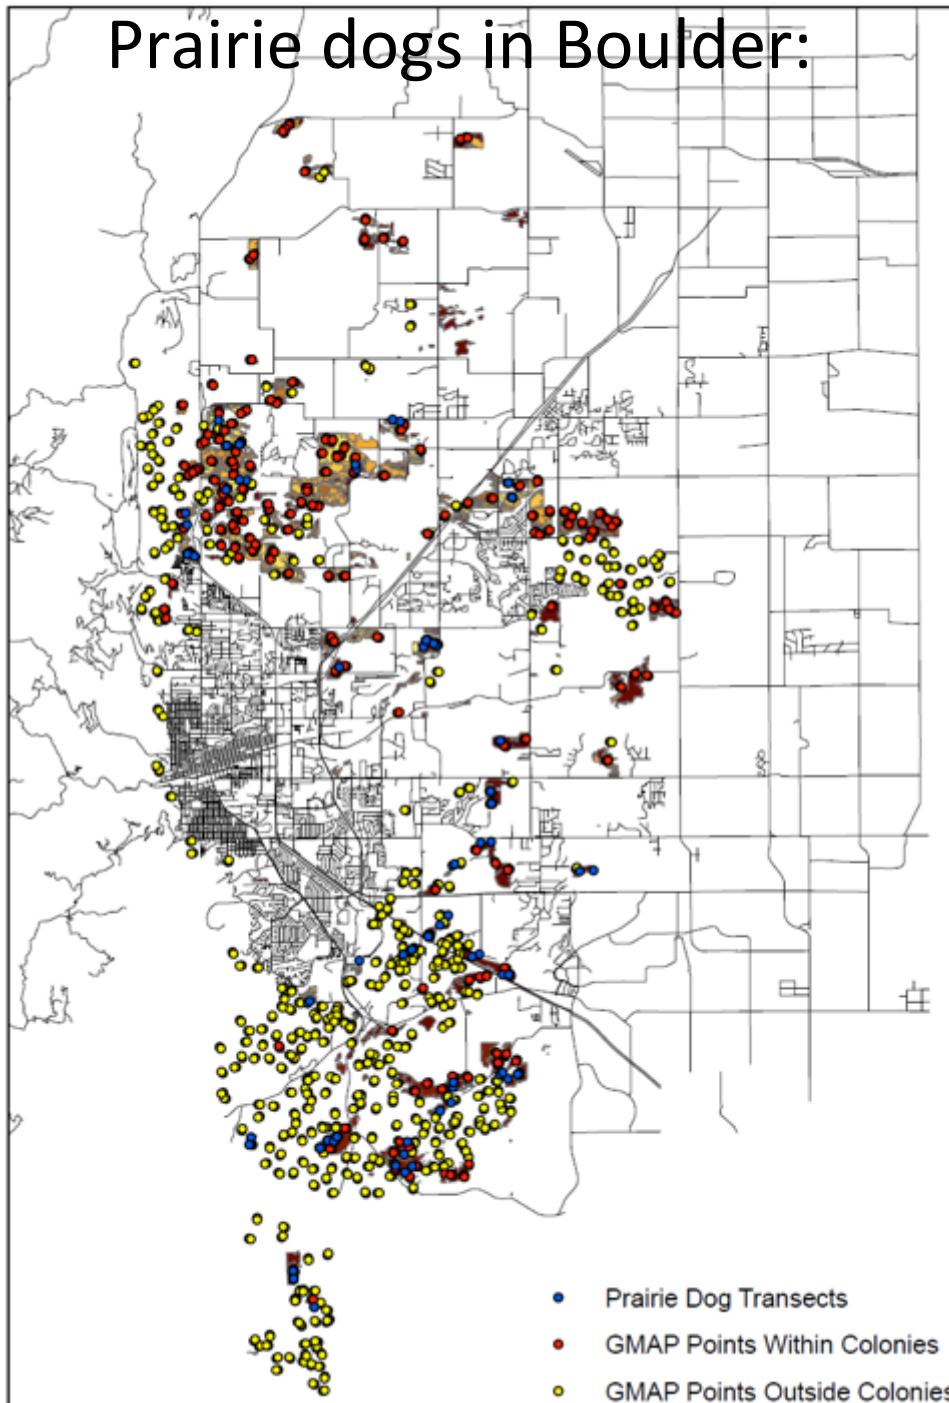 Prairie dogs in Boulder:
Prairie Dog Transects
GMAP Points Within Colonies
GMAP Points Outside Colonies